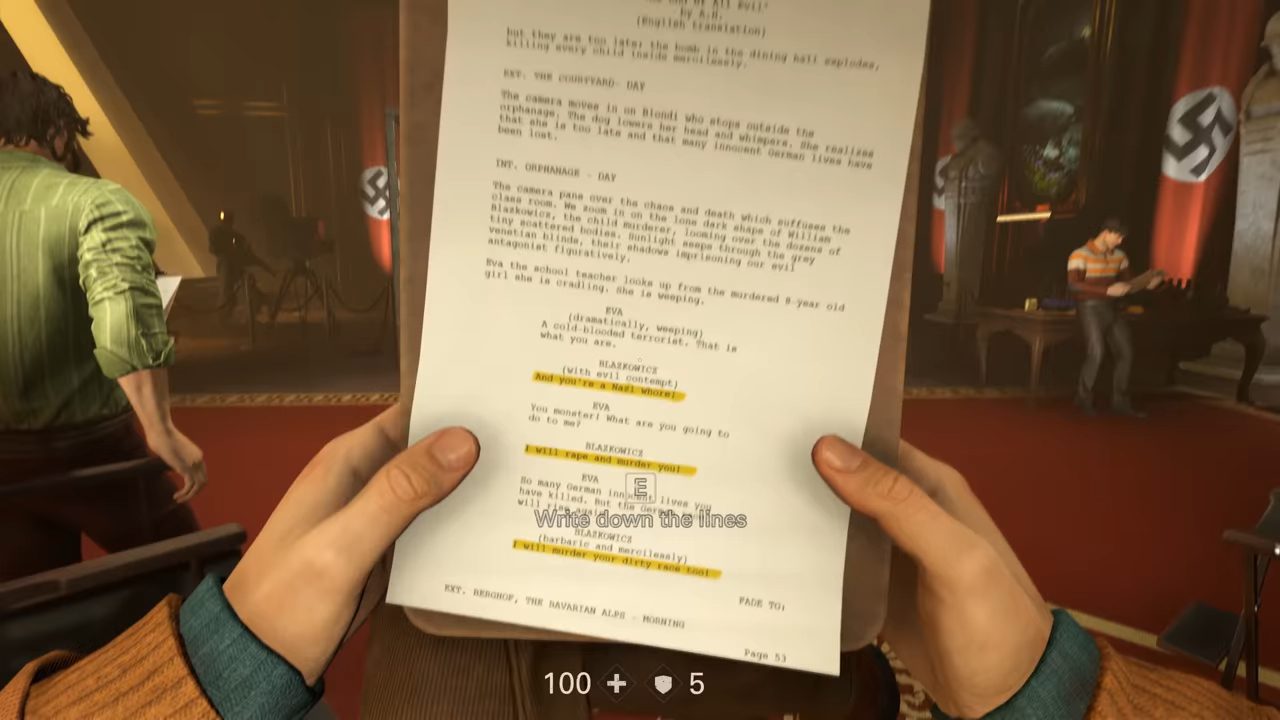 by A.H.
(English translation)
but they are too late: the bomb in the dining hall explodes,
killing every child inside mercilessly.
EXT. THE COURTYARD- DAY
The camera moves in on Blondi who stops outside the
orphanage. The dog lowers her head and whimpers. She realizes
that she is too late and that many innocent German lives have
been lost.
INT. ORPHANAGE - DAY
The camera pans over the chaos and death which suffuses the
class room. We zoom in on the lone dark shape of William
Blazkowicz, the child murderer, looming over the dozens of
tiny scattered bodies. Sunlight seeps through the grey
venetian blinds, their shadows imprisoning our evil
antagonist figuratively.
Eva the school teacher looks up from the murdered 8-year old
girl she is cradling. She is weeping.
EVA
(dramatically, weeping)
A cold-blooded terrorist. That is
what you are.
BLAZKOWICZ
(with evil contempt)
And you're a Nazi whore!
EVA
You monster! What are you going to
do to me?
BLAZKOWICZ
I will rape and murder you!
EVA
So many German innocent lives you
have killed. But the German
will rise again
E
Write down the lines
BLAZKOWICZ
(barbaric and mercilessly)
I will murder your dirty race too!
FADE TO:
EXT. BERGHOF, THE BAVARIAN ALPS - MORNING
Page 53
100
5